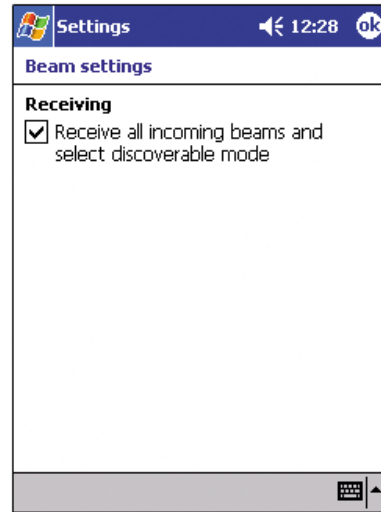 Settings 12:28 ok
Beam settings
Receiving
Receive all incoming beams and
select discoverable mode